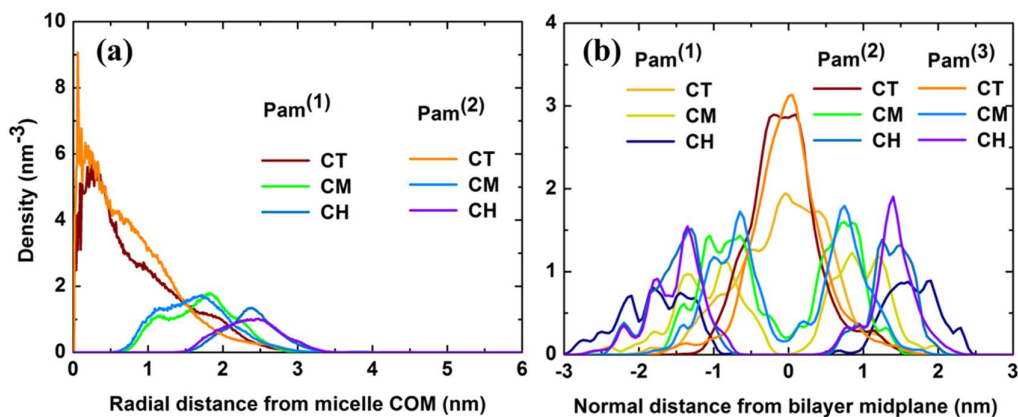 (a)
Pam(1) Pam(2)
CT CT
CM CM
CH CH
Density (nm-3)
10
8
6
4
2
0
0 1 2 3 4 5 6
Radial distance from micelle COM (nm)
(b)
Pam(1) Pam(2) Pam(3)
CT CT CT
CM CM CM
CH CH CH
4
3
2
1
0
-3 -2 -1 0 1 2 3
Normal distance from bilayer midplane (nm)